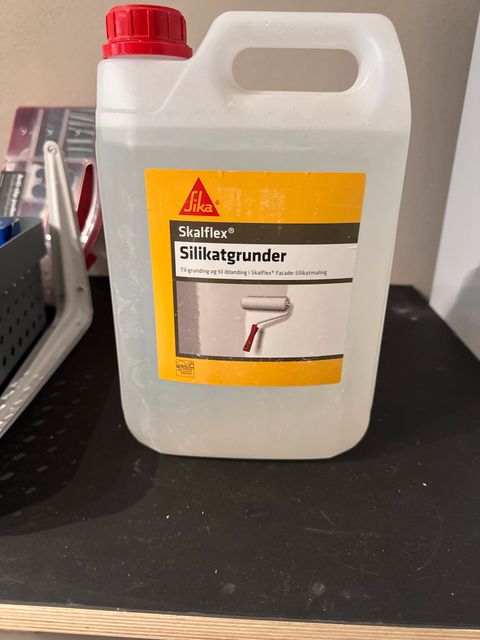 Sika
Skalflex®
Silikatgrunder
Til grunding og til iblanding i Skalflex® Facade-Silikatmaling